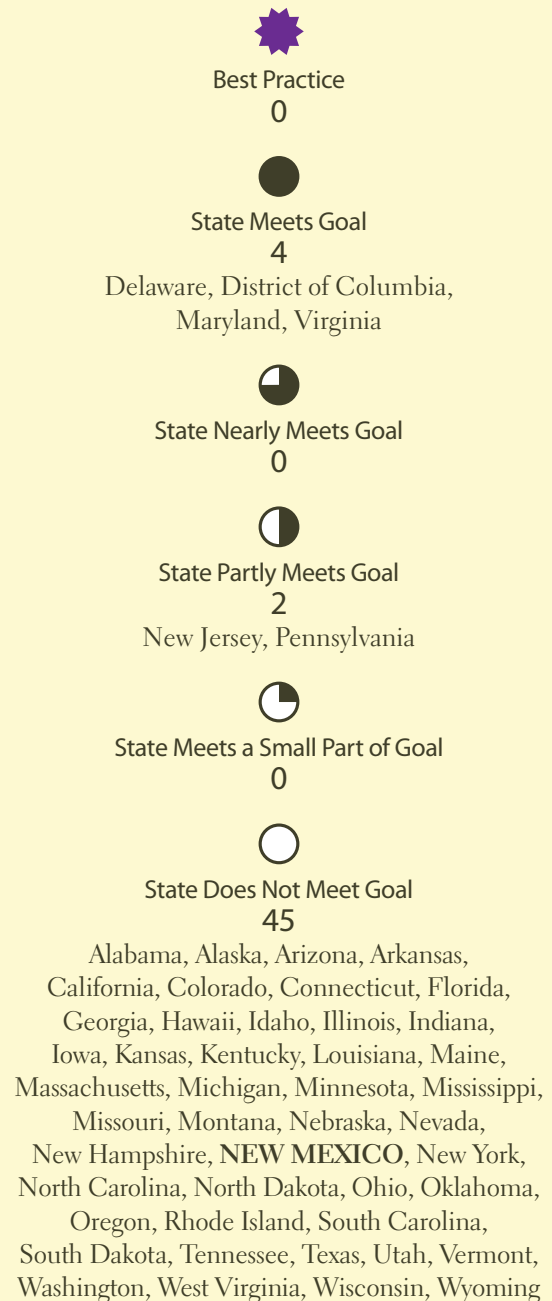 Best Practice
0
State Meets Goal
4
Delaware, District of Columbia,
Maryland, Virginia
State Nearly Meets Goal
0
State Partly Meets Goal
2
New Jersey, Pennsylvania
State Meets a Small Part of Goal
0
State Does Not Meet Goal
45
Alabama, Alaska, Arizona, Arkansas,
California, Colorado, Connecticut, Florida,
Georgia, Hawaii, Idaho, Illinois, Indiana,
Iowa, Kansas, Kentucky, Louisiana, Maine,
Massachusetts, Michigan, Minnesota, Mississippi,
Missouri, Montana, Nebraska, Nevada,
New Hampshire, NEW MEXICO, New York,
North Carolina, North Dakota, Ohio, Oklahoma,
Oregon, Rhode Island, South Carolina,
South Dakota, Tennessee, Texas, Utah, Vermont,
Washington, West Virginia, Wisconsin, Wyoming